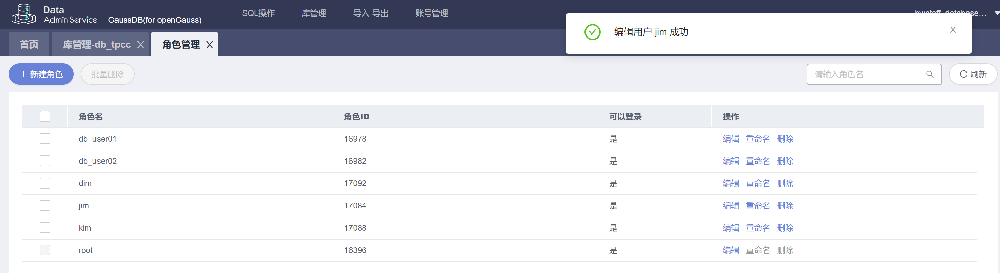 Data
Admin Service
GaussDB(for openGauss)
SQL操作
库管理
导入·导出
账号管理
编辑用户 jim 成功
首页
库管理-db_tpcc
角色管理
新建角色
批量删除
请输入角色名
刷新
角色名 角色ID 可以登录 操作
db_user01 16978 是 编辑 重命名 删除
db_user02 16982 是 编辑 重命名 删除
dim 17092 是 编辑 重命名 删除
jim 17084 是 编辑 重命名 删除
kim 17088 是 编辑 重命名 删除
root 16396 是 编辑 重命名 删除